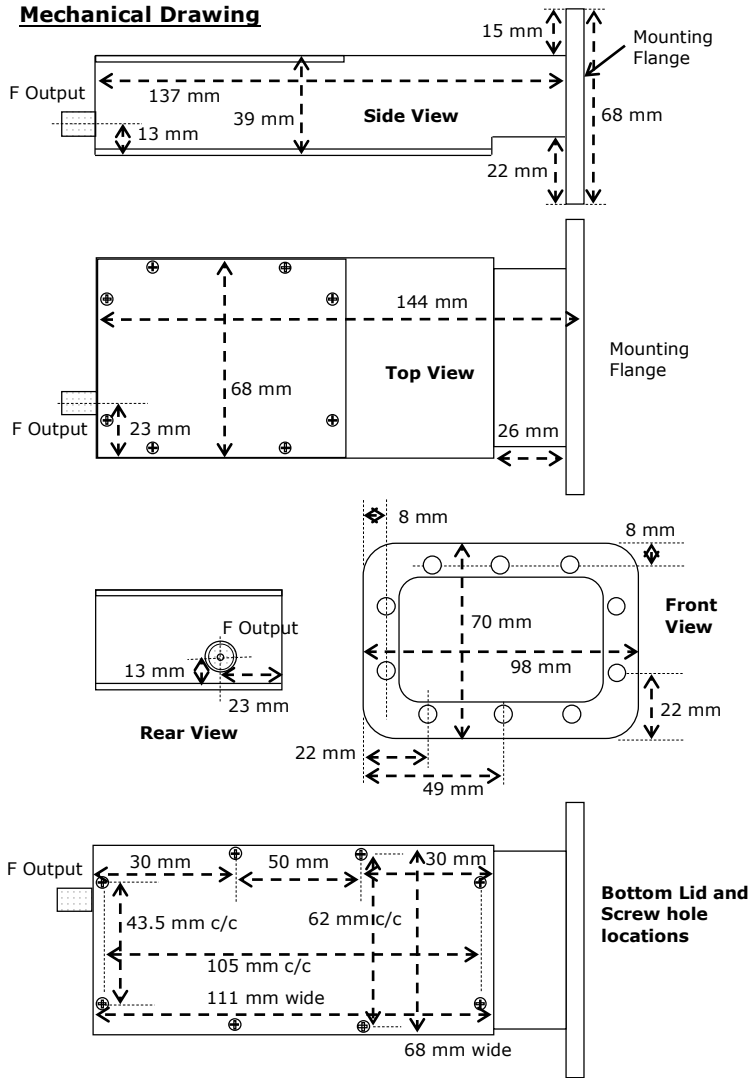 Mechanical Drawing
15 mm
Mounting
Flange
F Output
137 mm
39 mm
Side View
68 mm
13 mm
22 mm
144 mm
Mounting
Flange
68 mm
Top View
F Output
23 mm
26 mm
8 mm
8 mm
F Output
70 mm
Front
View
13 mm
98 mm
23 mm
22 mm
Rear View
22 mm
49 mm
F Output
30 mm
50 mm
30 mm
Bottom Lid and
Screw hole
locations
43.5 mm c/c
62 mm c/c
105 mm c/c
111 mm wide
68 mm wide